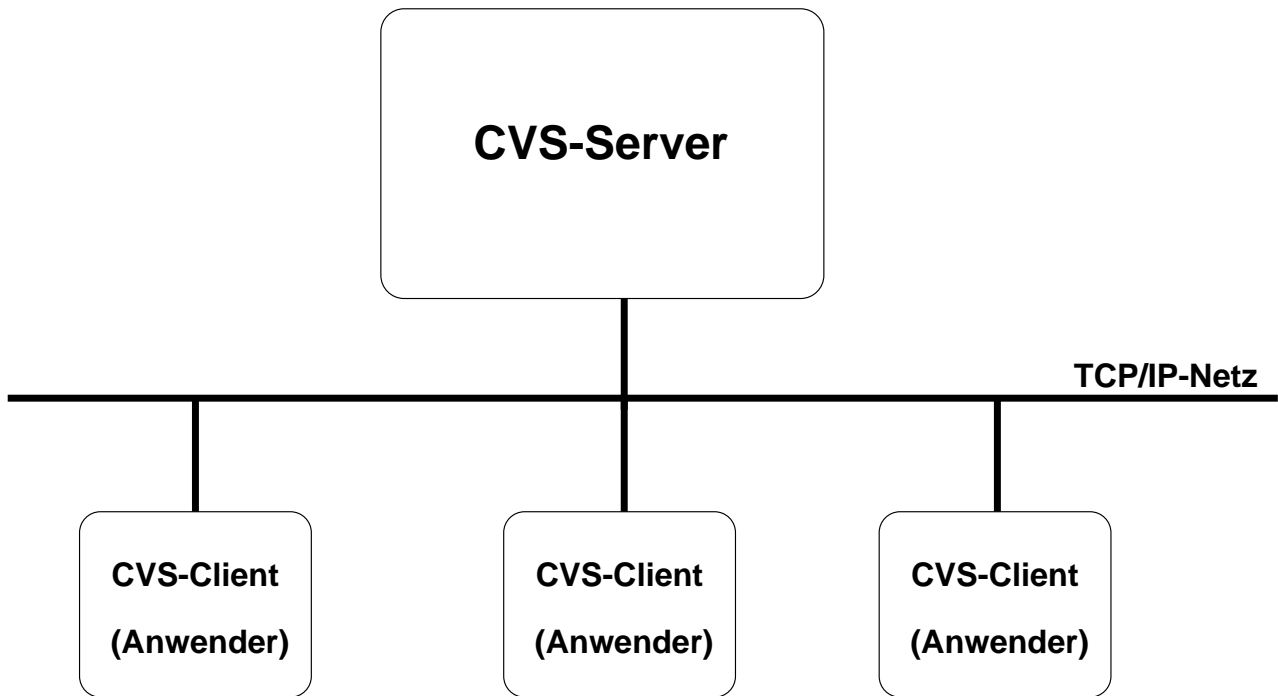 CVS-Server
TCP/IP-Netz
CVS-Client
(Anwender)
CVS-Client
(Anwender)
CVS-Client
(Anwender)